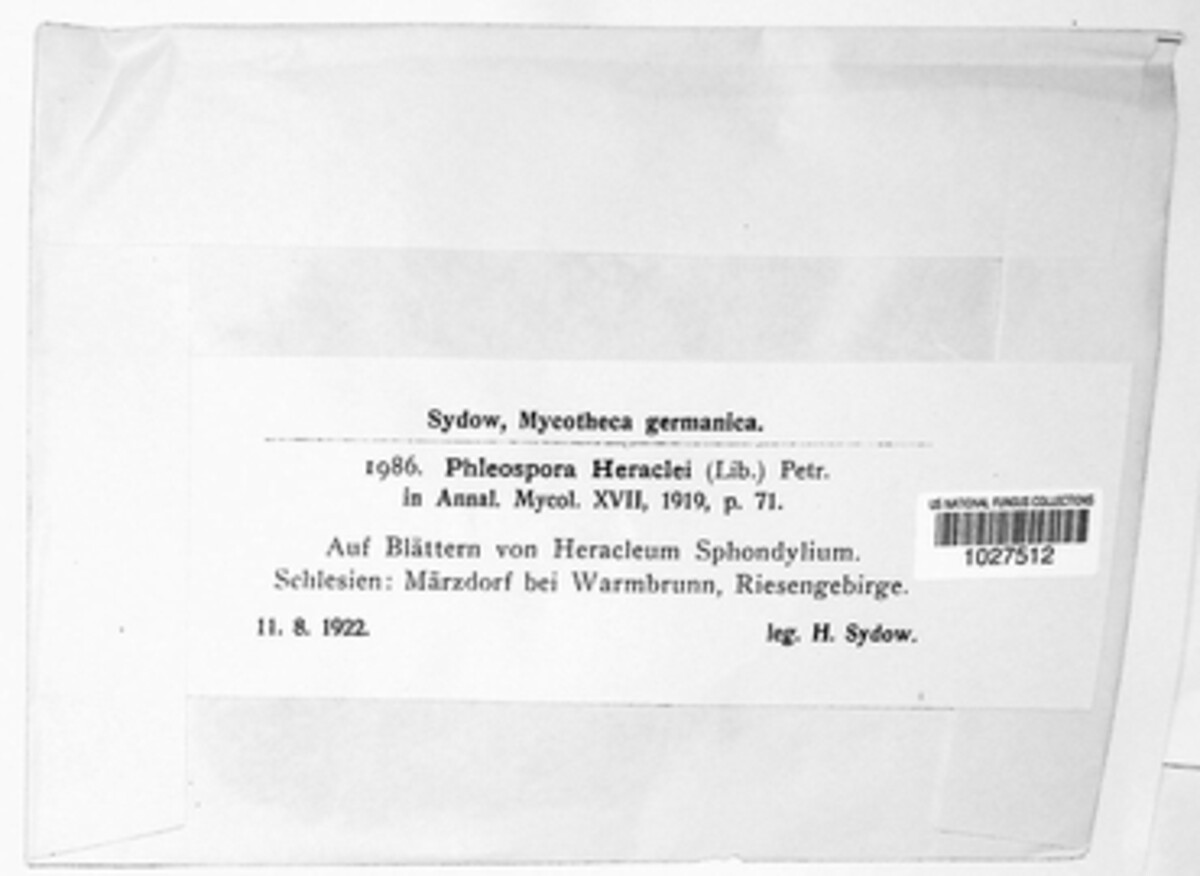 Sydow, Mycotheca germanica.
1986. Phleospora Heraclei (Lib.) Petr.
in Annal. Mycol. XVII, 1919, p. 71.
Auf Blättern von Heracleum Sphondylium.
Schlesien: Märzdorf bei Warmbrunn, Riesengebirge.
11. 8. 1922.
leg. H. Sydow.
US NATIONAL FUNGUS COLLECTIONS
1027512